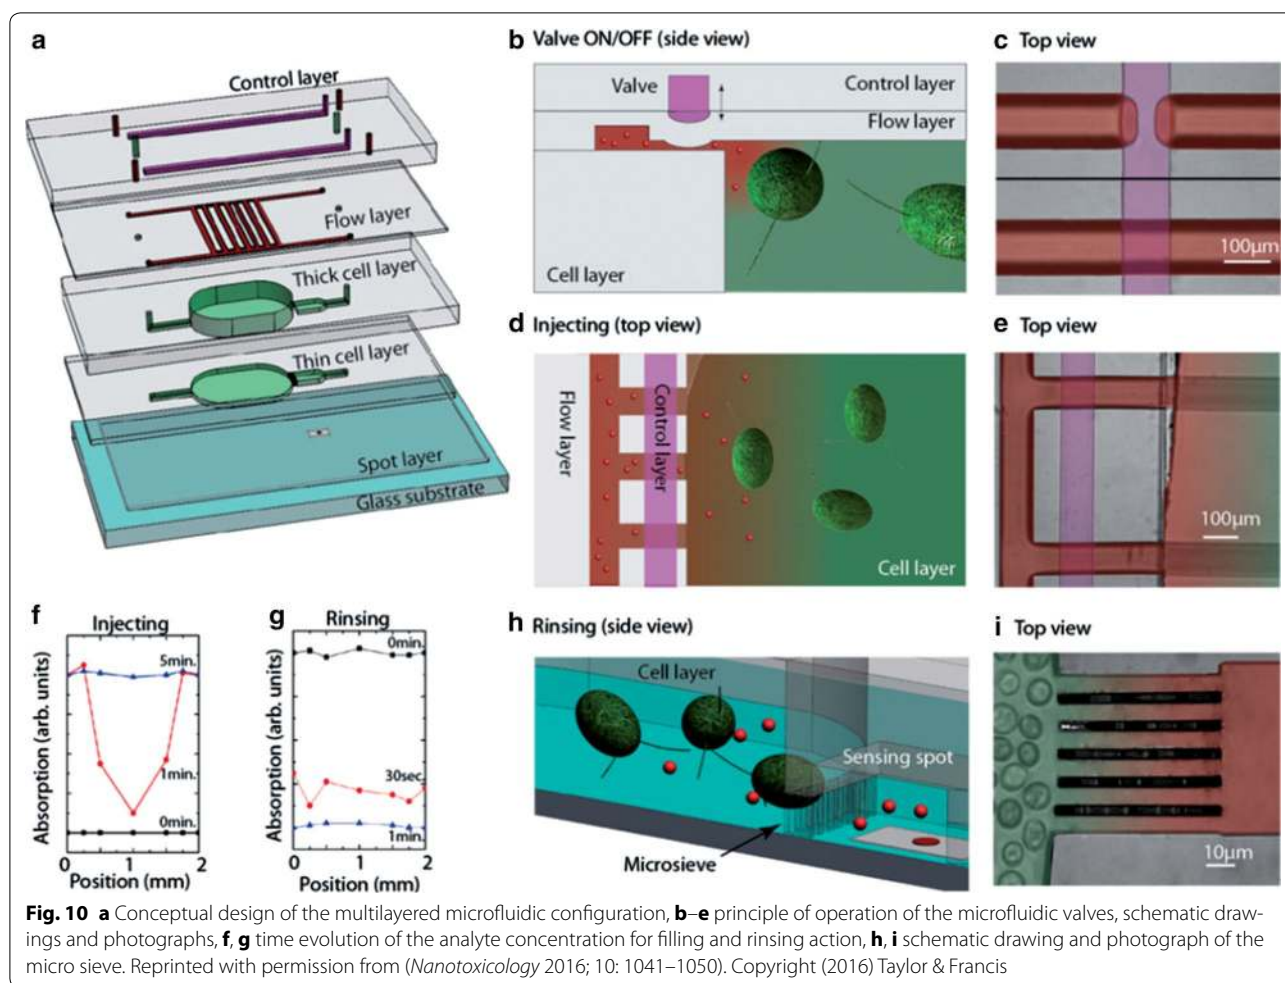 a
Control layer
Flow layer
Thick cell layer
Thin cell layer
Spot layer
Glass substrate
b Valve ON/OFF (side view)
Valve
Control layer
Flow layer
Cell layer
c Top view
100µm
d Injecting (top view)
Flow layer
Control layer
Cell layer
e Top view
100µm
f
Injecting
Absorption (arb. units)
5min.
1min.
0min.
0 1 2
Position (mm)
g
Rinsing
Absorption (arb. units)
0min.
30sec.
1min.
0 1 2
Position (mm)
h Rinsing (side view)
Cell layer
Sensing spot
Microsieve
i Top view
10µm
Fig. 10 a Conceptual design of the multilayered microfluidic configuration, b–e principle of operation of the microfluidic valves, schematic draw-
ings and photographs, f, g time evolution of the analyte concentration for filling and rinsing action, h, i schematic drawing and photograph of the
micro sieve. Reprinted with permission from (Nanotoxicology 2016; 10: 1041–1050). Copyright (2016) Taylor & Francis